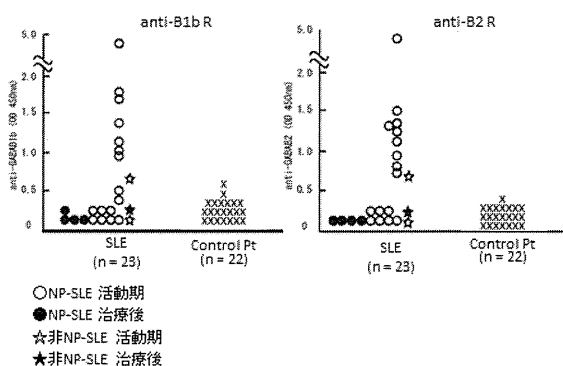 anti-B1b R
anti-B2 R
anti-GABAB1b (OD 450nm)
5.0
2.0
1.5
1.0
0.5
0
SLE
(n = 23)
Control Pt
(n = 22)
anti-GABAB2 (OD 450nm)
5.0
2.0
1.5
1.0
0.5
0
SLE
(n = 23)
Control Pt
(n = 22)
○NP-SLE 活動期
●NP-SLE 治療後
☆非NP-SLE 活動期
★非NP-SLE 治療後